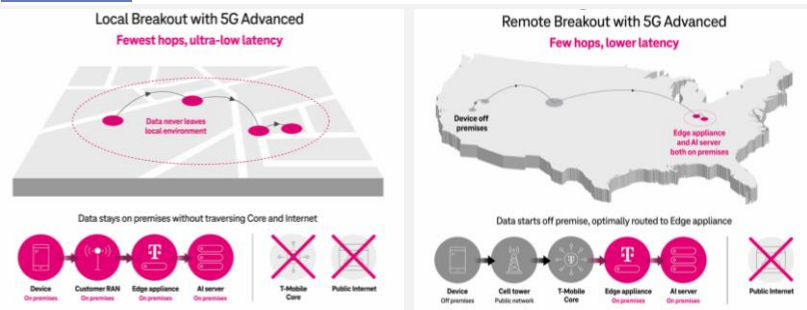 Local Breakout with 5G Advanced
Fewest hops, ultra-low latency
Data never leaves
local environment
Data stays on premises without traversing Core and Internet
Device
On premises
Customer RAN
On premises
T
Edge appliance
On premises
AI server
On premises
T-Mobile
Core
Public Internet
Remote Breakout with 5G Advanced
Few hops, lower latency
Device off
premises
Edge appliance
and AI server
both on premises
Data starts off premise, optimally routed to Edge appliance
Device
Off premises
Cell tower
Public network
T
T-Mobile
Core
T
Edge appliance
On premises
AI server
On premises
Public Internet